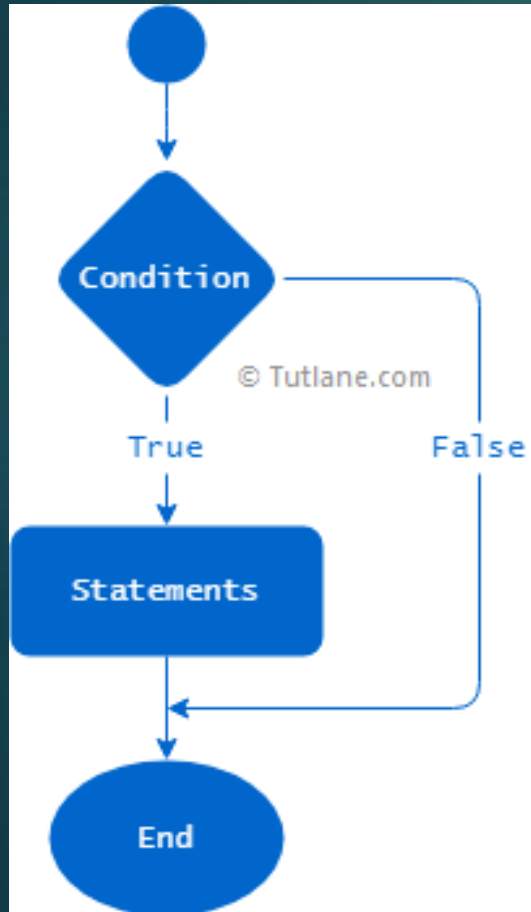 Condition
© Tutlane.com
True
False
Statements
End